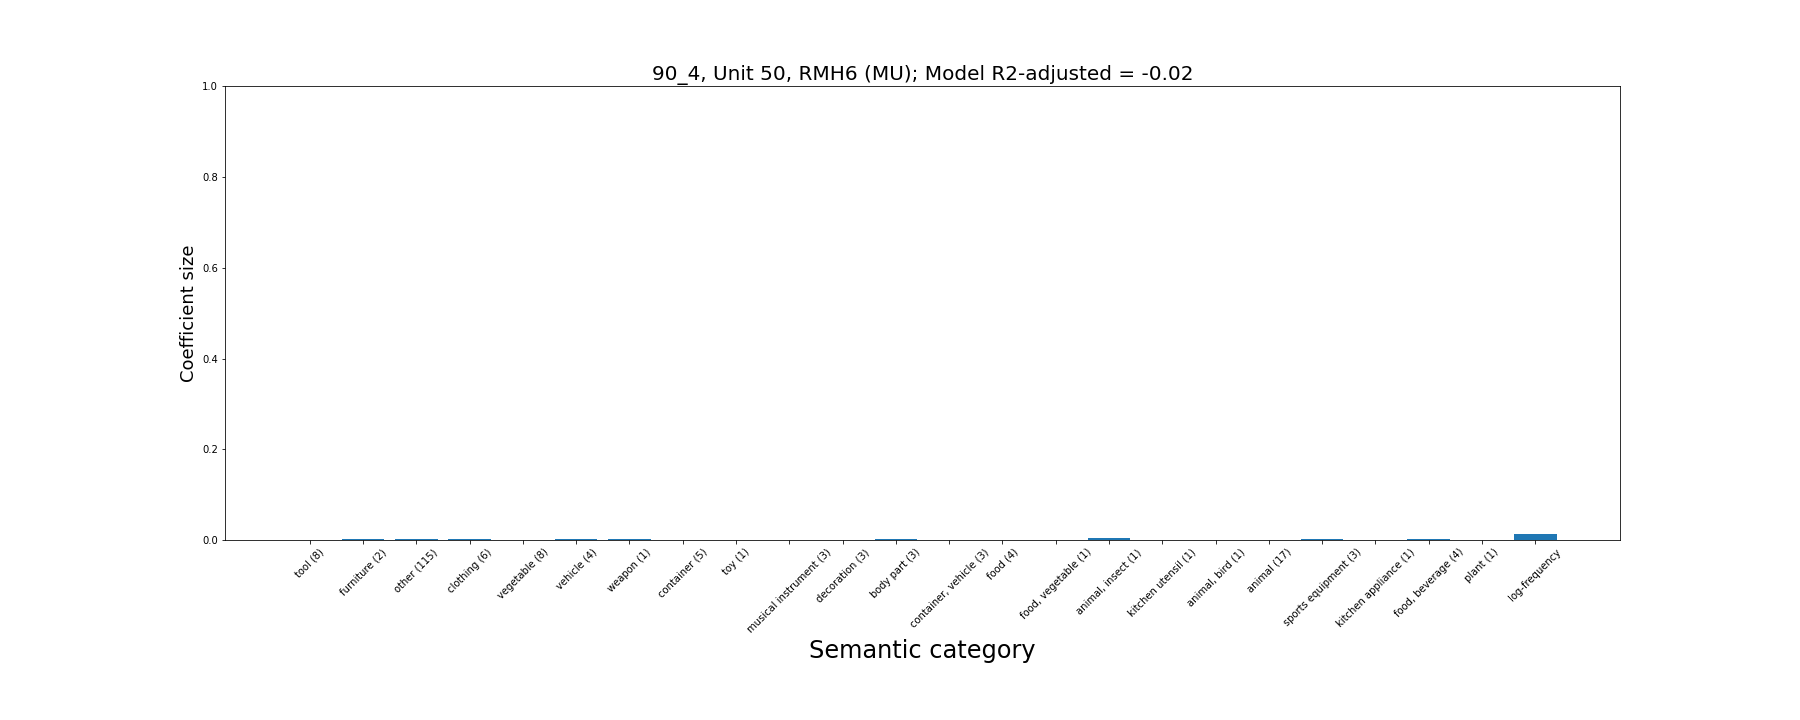 90_4, Unit 50, RMH6 (MU); Model R2-adjusted = -0.02
1.0
0.8
0.6
0.4
0.2
0.0
Coefficient size
tool (8)
furniture (2)
other (115)
clothing (6)
vegetable (8)
vehicle (4)
weapon (1)
container (5)
toy (1)
musical instrument (3)
decoration (3)
body part (3)
container, vehicle (3)
food (4)
food, vegetable (1)
animal, insect (1)
kitchen utensil (1)
animal, bird (1)
animal (17)
sports equipment (3)
kitchen appliance (1)
food, beverage (4)
plant (1)
log-frequency
Semantic category